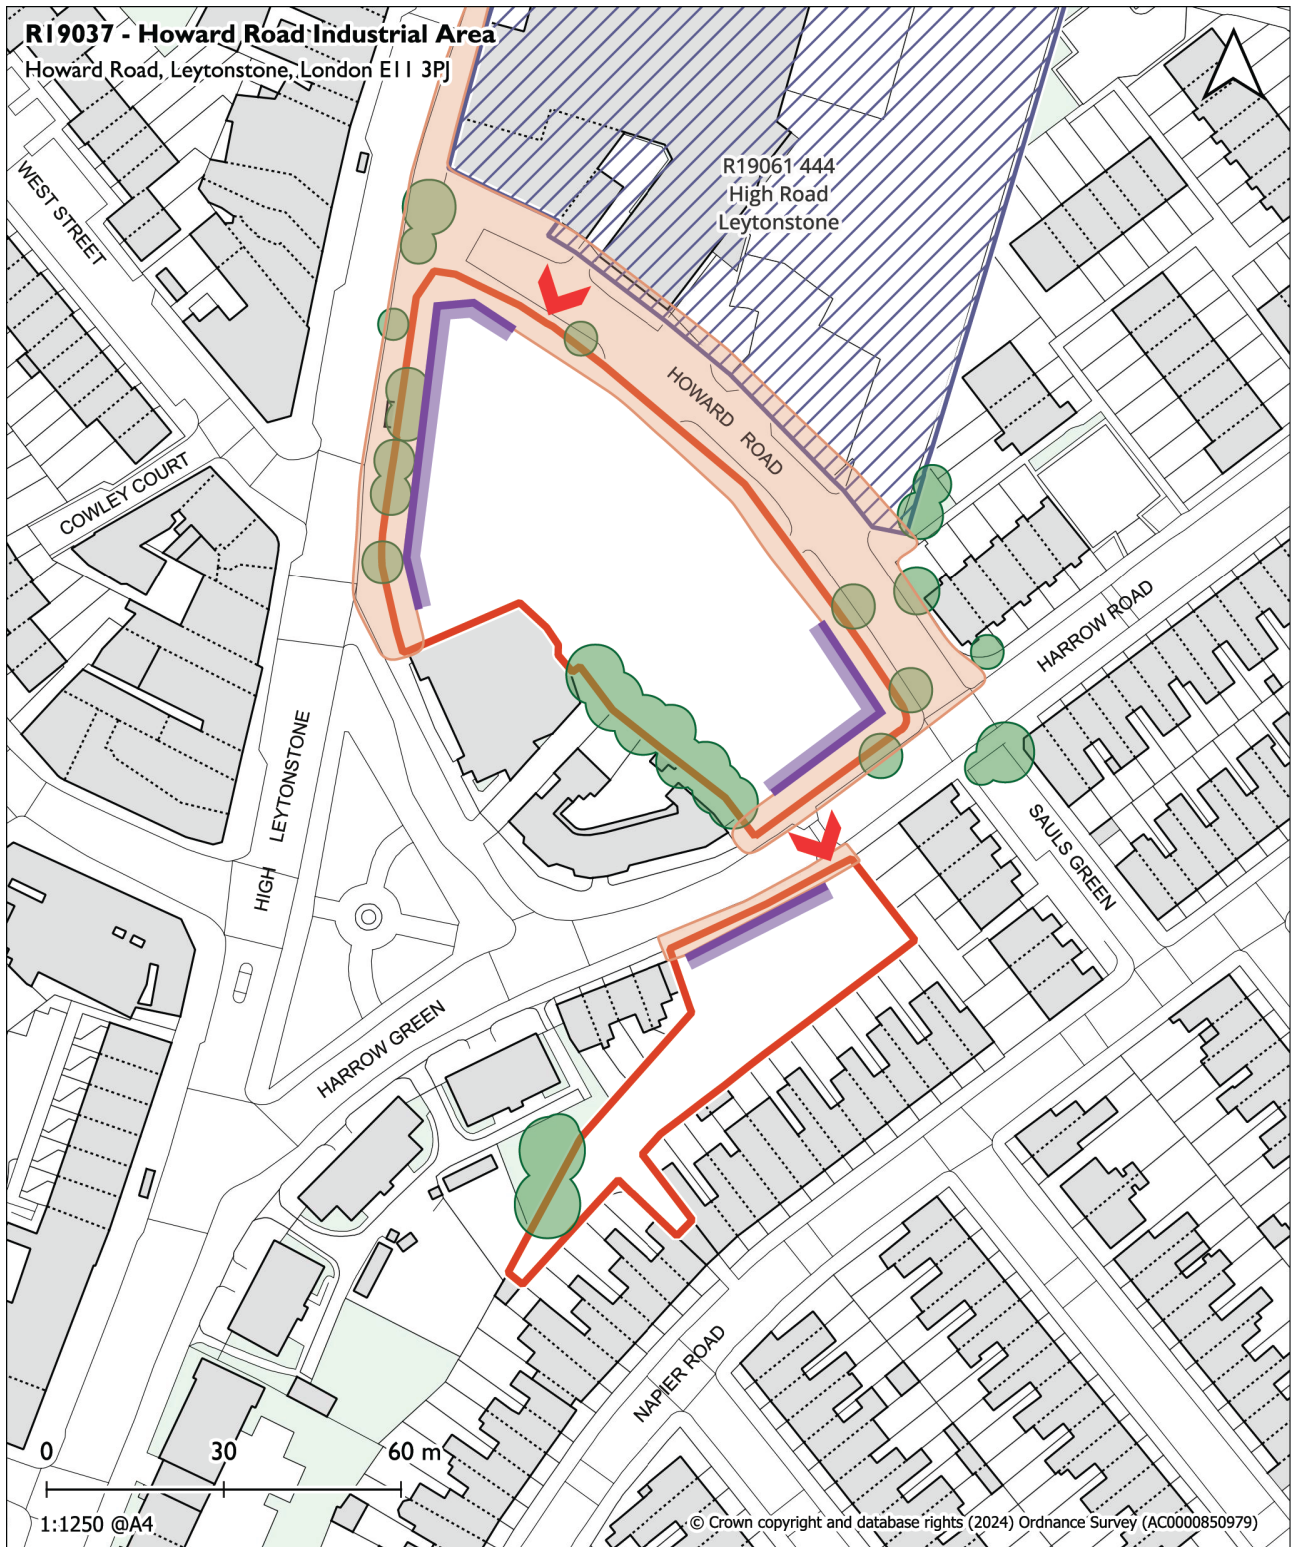 R19037 - Howard Road Industrial Area
Howard Road, Leytonstone, London E11 3PJ
WEST STREET
R19061 444
High Road
Leytonstone
HOWARD ROAD
COWLEY COURT
HARROW ROAD
HIGH LEYTONSTONE
SAULS GREEN
HARROW GREEN
NAPIER ROAD
0 30 60 m
1:1250 @A4
© Crown copyright and database rights (2024) Ordnance Survey (AC0000850979)